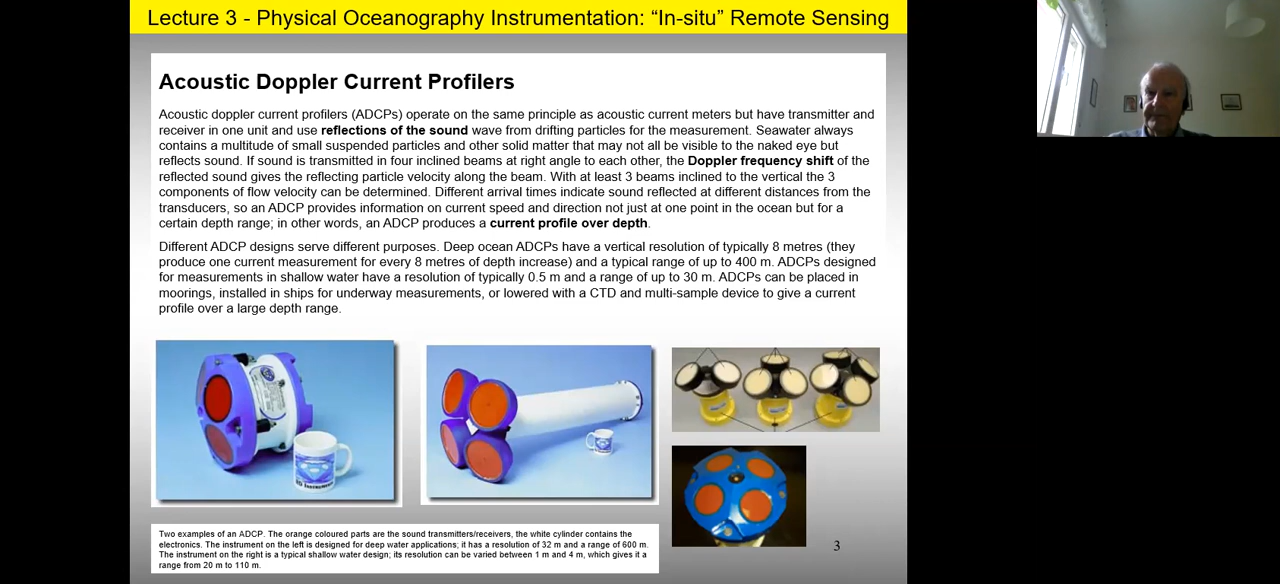 Lecture 3 - Physical Oceanography Instrumentation: “In-situ” Remote Sensing
Acoustic Doppler Current Profilers
Acoustic doppler current profilers (ADCPs) operate on the same principle as acoustic current meters but have transmitter and
receiver in one unit and use reflections of the sound wave from drifting particles for the measurement. Seawater always
contains a multitude of small suspended particles and other solid matter that may not all be visible to the naked eye but
reflects sound. If sound is transmitted in four inclined beams at right angle to each other, the Doppler frequency shift of the
reflected sound gives the reflecting particle velocity along the beam. With at least 3 beams inclined to the vertical the 3
components of flow velocity can be determined. Different arrival times indicate sound reflected at different distances from the
transducers, so an ADCP provides information on current speed and direction not just at one point in the ocean but for a
certain depth range; in other words, an ADCP produces a current profile over depth.
Different ADCP designs serve different purposes. Deep ocean ADCPs have a vertical resolution of typically 8 metres (they
produce one current measurement for every 8 metres of depth increase) and a typical range of up to 400 m. ADCPs designed
for measurements in shallow water have a resolution of typically 0.5 m and a range of up to 30 m. ADCPs can be placed in
moorings, installed in ships for underway measurements, or lowered with a CTD and multi-sample device to give a current
profile over a large depth range.
Two examples of an ADCP. The orange coloured parts are the sound transmitters/receivers, the white cylinder contains the
electronics. The instrument on the left is designed for deep water applications; it has a resolution of 32 m and a range of 600 m.
The instrument on the right is a typical shallow water design; its resolution can be varied between 1 m and 4 m, which gives it a
range from 20 m to 110 m.
3